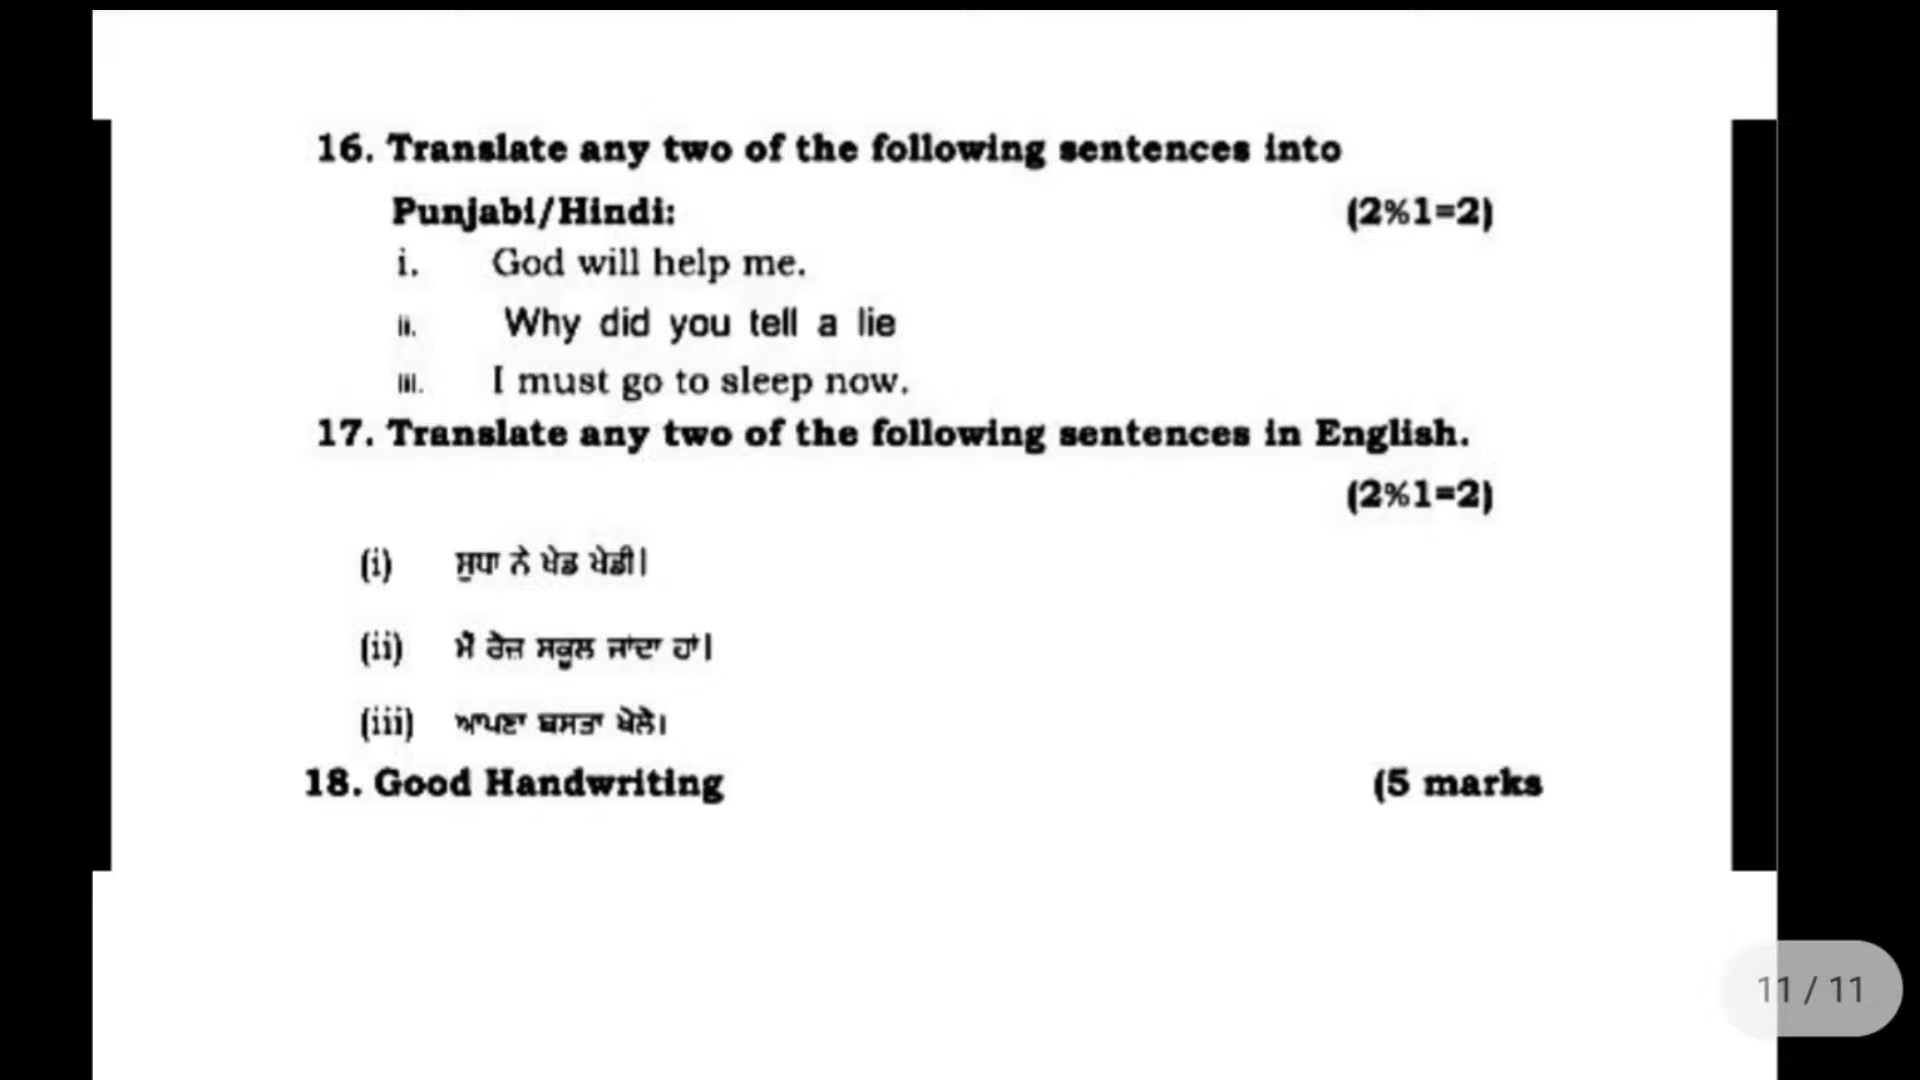 16. Translate any two of the following sentences into
Punjabi/Hindi: (2%1=2)
i. God will help me.
ii. Why did you tell a lie
iii. I must go to sleep now.
17. Translate any two of the following sentences in English.
(2%1=2)
(i) ਸੁਧਾ ਨੇ ਖੇਡ ਖੇਡੀ।
(ii) ਮੈਂ ਰੋਜ਼ ਸਕੂਲ ਜਾਂਦਾ ਹਾਂ।
(iii) ਆਪਣਾ ਬਸਤਾ ਖੋਲੋ।
18. Good Handwriting (5 marks
11 / 11